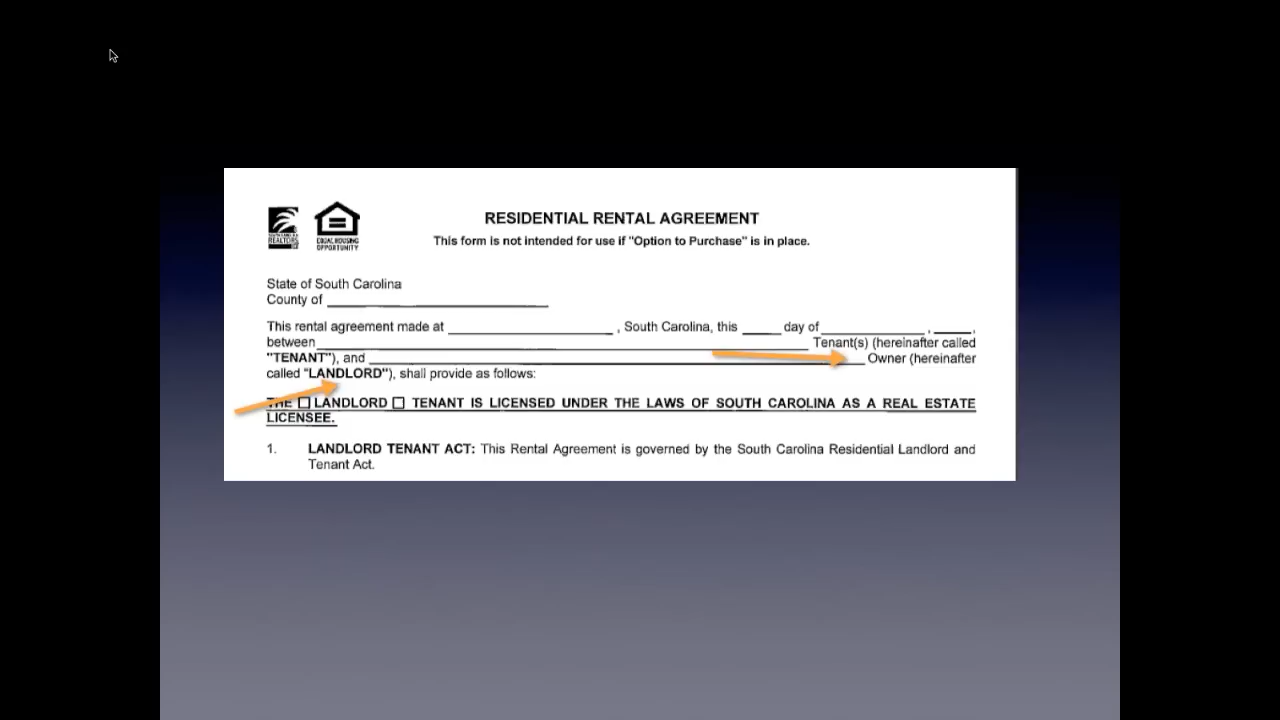 RESIDENTIAL RENTAL AGREEMENT
This form is not intended for use if "Option to Purchase" is in place.
REALTORS
EQUAL HOUSING
OPPORTUNITY
State of South Carolina
County of
This rental agreement made at , South Carolina, this day of , ,
between Tenant(s) (hereinafter called
"TENANT"), and Owner (hereinafter
called "LANDLORD"), shall provide as follows:
THE LANDLORD TENANT IS LICENSED UNDER THE LAWS OF SOUTH CAROLINA AS A REAL ESTATE
LICENSEE.
1. LANDLORD TENANT ACT: This Rental Agreement is governed by the South Carolina Residential Landlord and
Tenant Act.